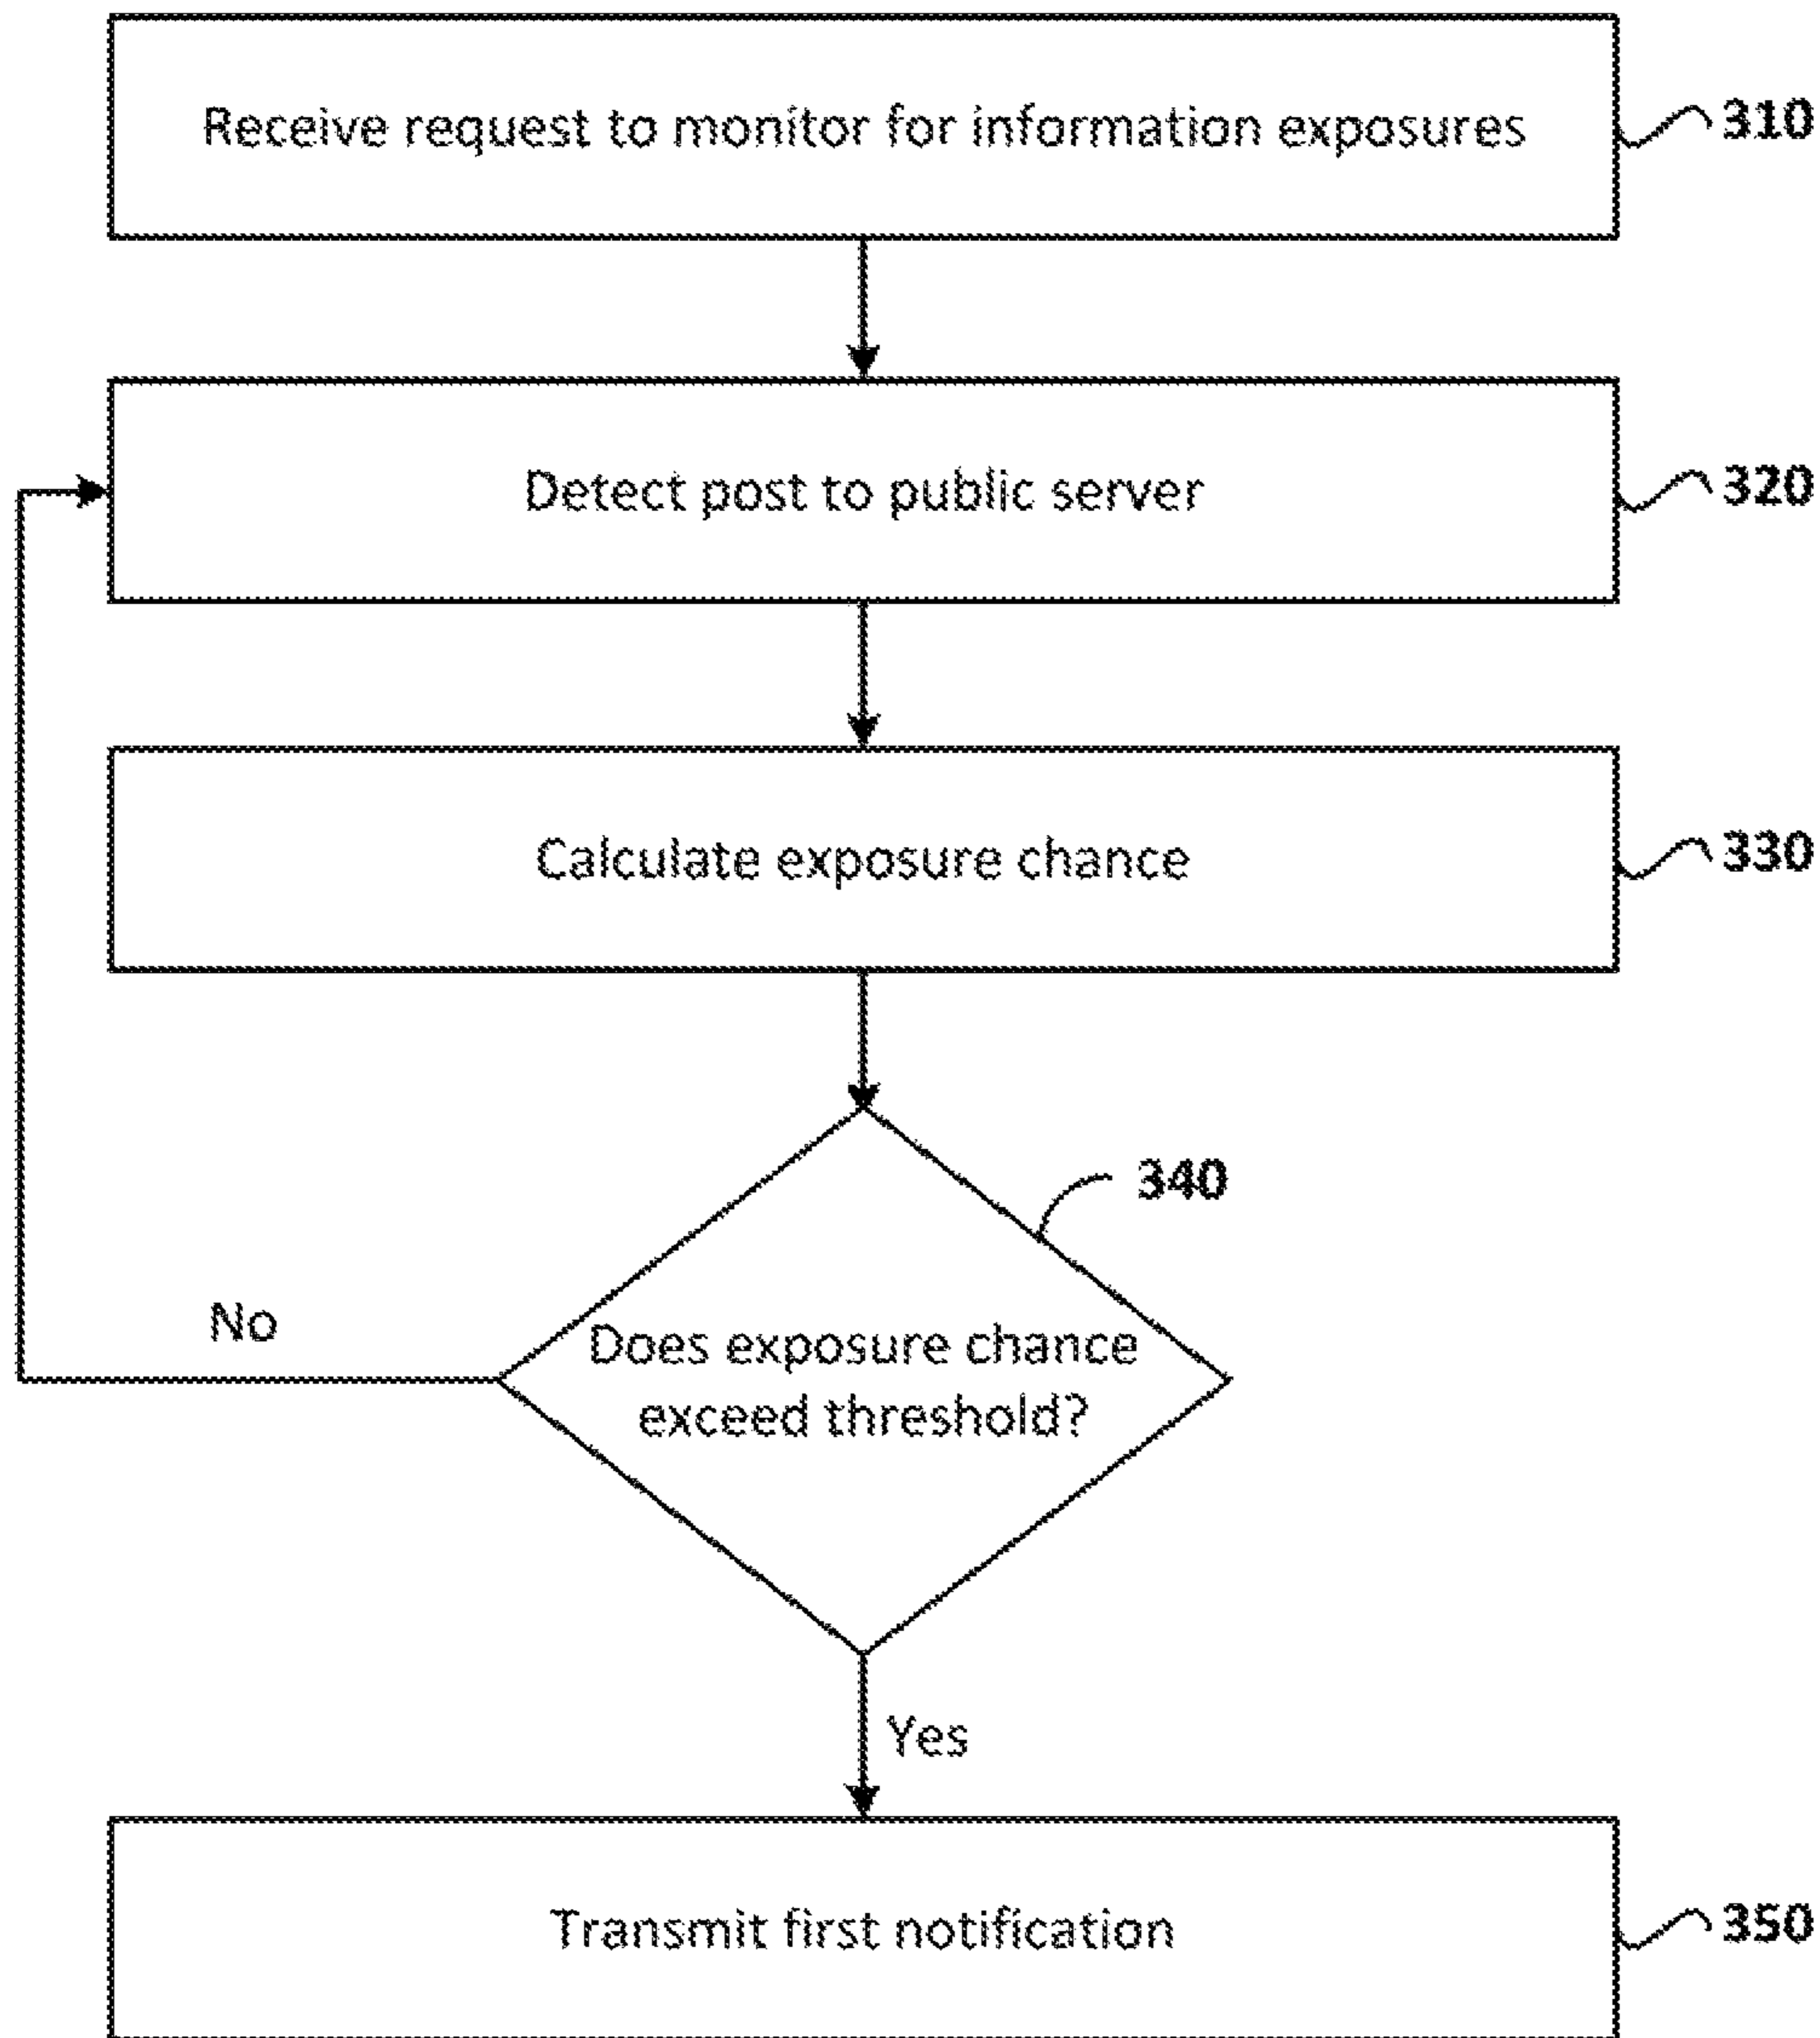 Receive request to monitor for information exposures
310
Detect post to public server
320
Calculate exposure chance
330
340
No
Does exposure chance
exceed threshold?
Yes
Transmit first notification
350